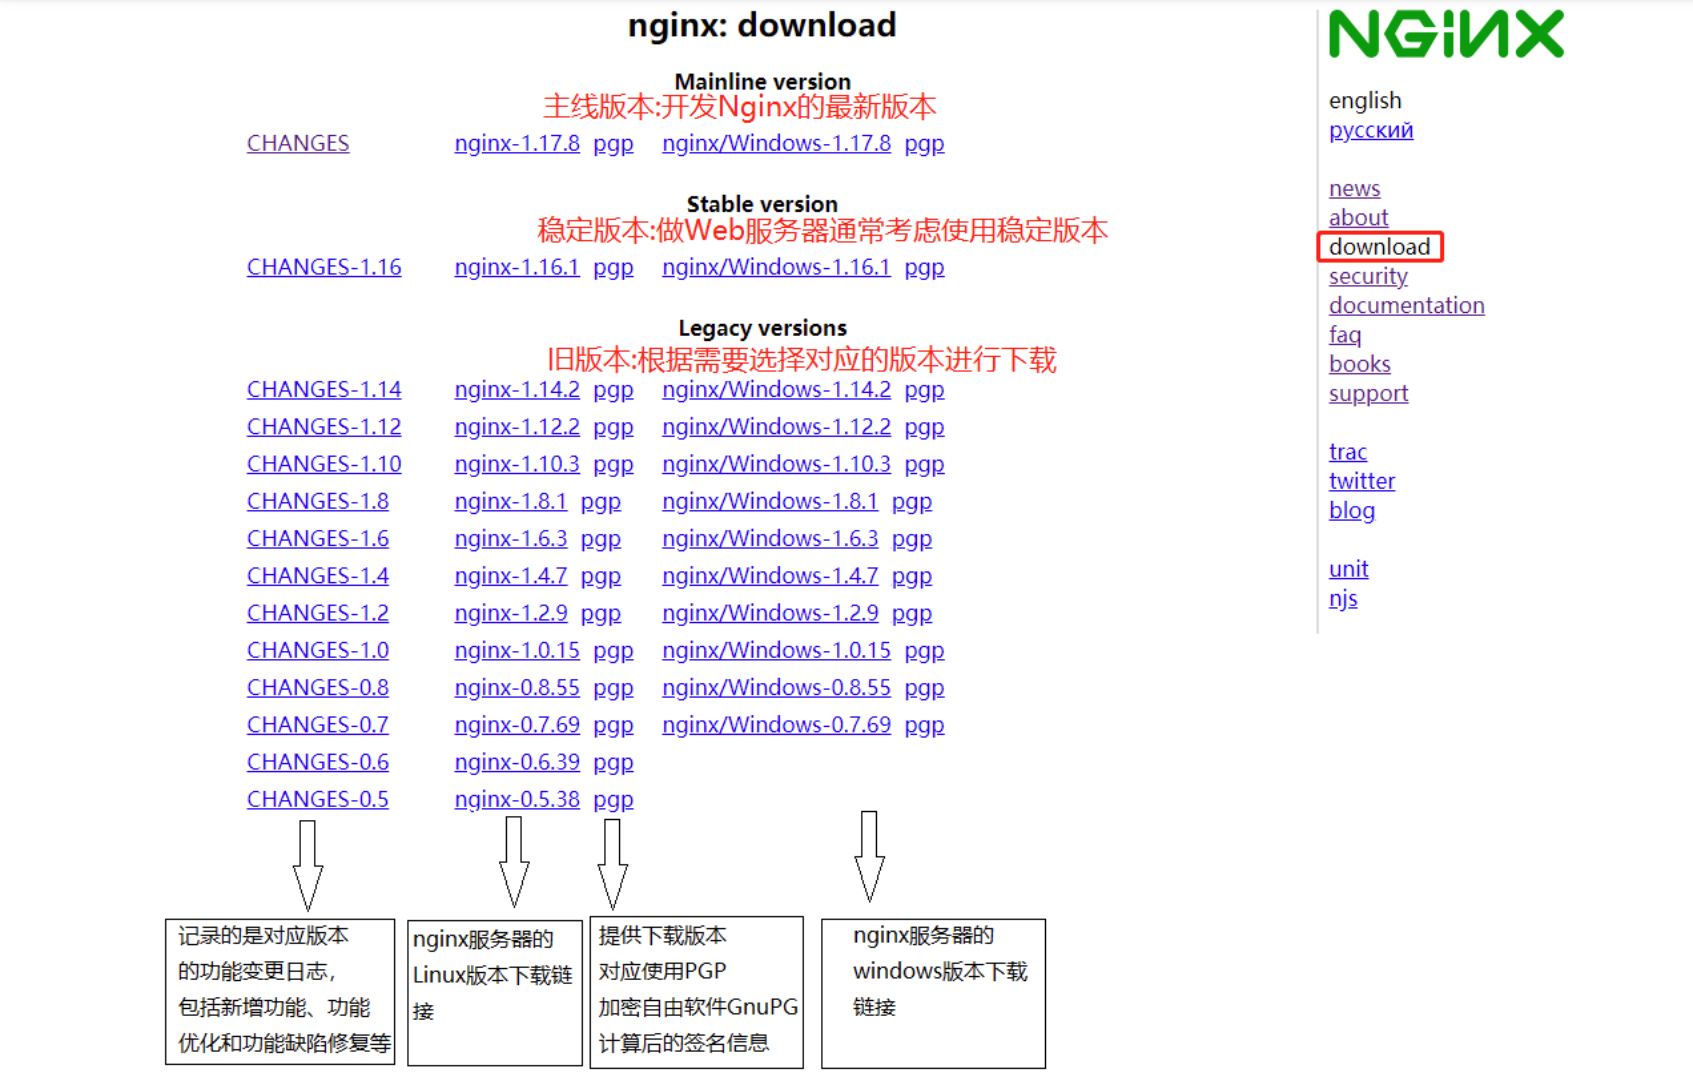 nginx: download
Mainline version
主线版本:开发Nginx的最新版本
CHANGES nginx-1.17.8 pgp nginx/Windows-1.17.8 pgp
Stable version
稳定版本:做Web服务器通常考虑使用稳定版本
CHANGES-1.16 nginx-1.16.1 pgp nginx/Windows-1.16.1 pgp
Legacy versions
旧版本:根据需要选择对应的版本进行下载
CHANGES-1.14 nginx-1.14.2 pgp nginx/Windows-1.14.2 pgp
CHANGES-1.12 nginx-1.12.2 pgp nginx/Windows-1.12.2 pgp
CHANGES-1.10 nginx-1.10.3 pgp nginx/Windows-1.10.3 pgp
CHANGES-1.8 nginx-1.8.1 pgp nginx/Windows-1.8.1 pgp
CHANGES-1.6 nginx-1.6.3 pgp nginx/Windows-1.6.3 pgp
CHANGES-1.4 nginx-1.4.7 pgp nginx/Windows-1.4.7 pgp
CHANGES-1.2 nginx-1.2.9 pgp nginx/Windows-1.2.9 pgp
CHANGES-1.0 nginx-1.0.15 pgp nginx/Windows-1.0.15 pgp
CHANGES-0.8 nginx-0.8.55 pgp nginx/Windows-0.8.55 pgp
CHANGES-0.7 nginx-0.7.69 pgp nginx/Windows-0.7.69 pgp
CHANGES-0.6 nginx-0.6.39 pgp
CHANGES-0.5 nginx-0.5.38 pgp
记录的是对应版本
的功能变更日志,
包括新增功能、功能
优化和功能缺陷修复等
nginx服务器的
Linux版本下载链
接
提供下载版本
对应使用PGP
加密自由软件GnuPG
计算后的签名信息
nginx服务器的
windows版本下载
链接
NGINX
english
русский
news
about
download
security
documentation
faq
books
support
trac
twitter
blog
unit
njs